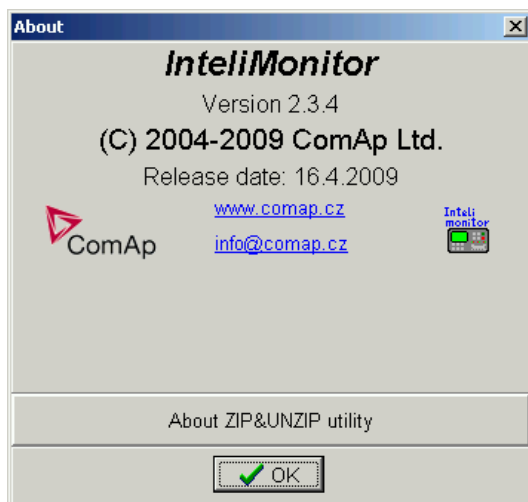 About
InteliMonitor
Version 2.3.4
(C) 2004-2009 ComAp Ltd.
Release date: 16.4.2009
www.comap.cz
info@comap.cz
ComAp
Inteli
monitor
About ZIP&UNZIP utility
OK